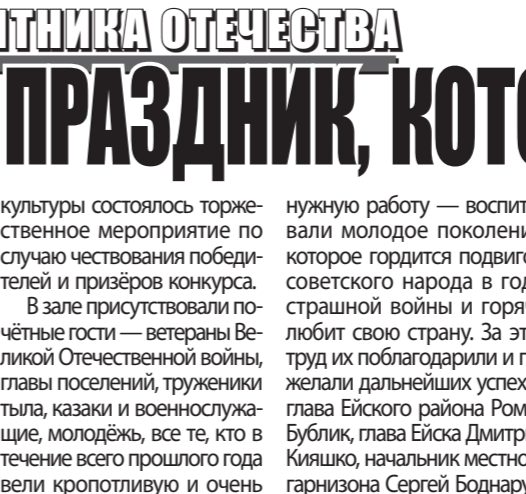 ОТЕЧЕСТВА
ПРАЗДНИК,
культуры состоялось торже-
ственное мероприятие по
случаю чествования победи-
телей и призёров конкурса.
В зале присутствовали по-
чётные гости — ветераны Ве-
ликой Отечественной войны,
главы поселений, труженики
тыла, казаки и военнослужа-
щие, молодёжь, все те, кто в
течение всего прошлого года
вели кропотливую и очень
нужную работу — воспит
вали молодое поколени
которое гордится подвиго
советского народа в год
страшной войны и горя
любит свою страну. За эт
труд их поблагодарили и п
желали дальнейших успех
глава Ейского района Ром
Бублик, глава Ейска Дмитри
Кияшко, начальник местно
гарнизона Сергей Боднару